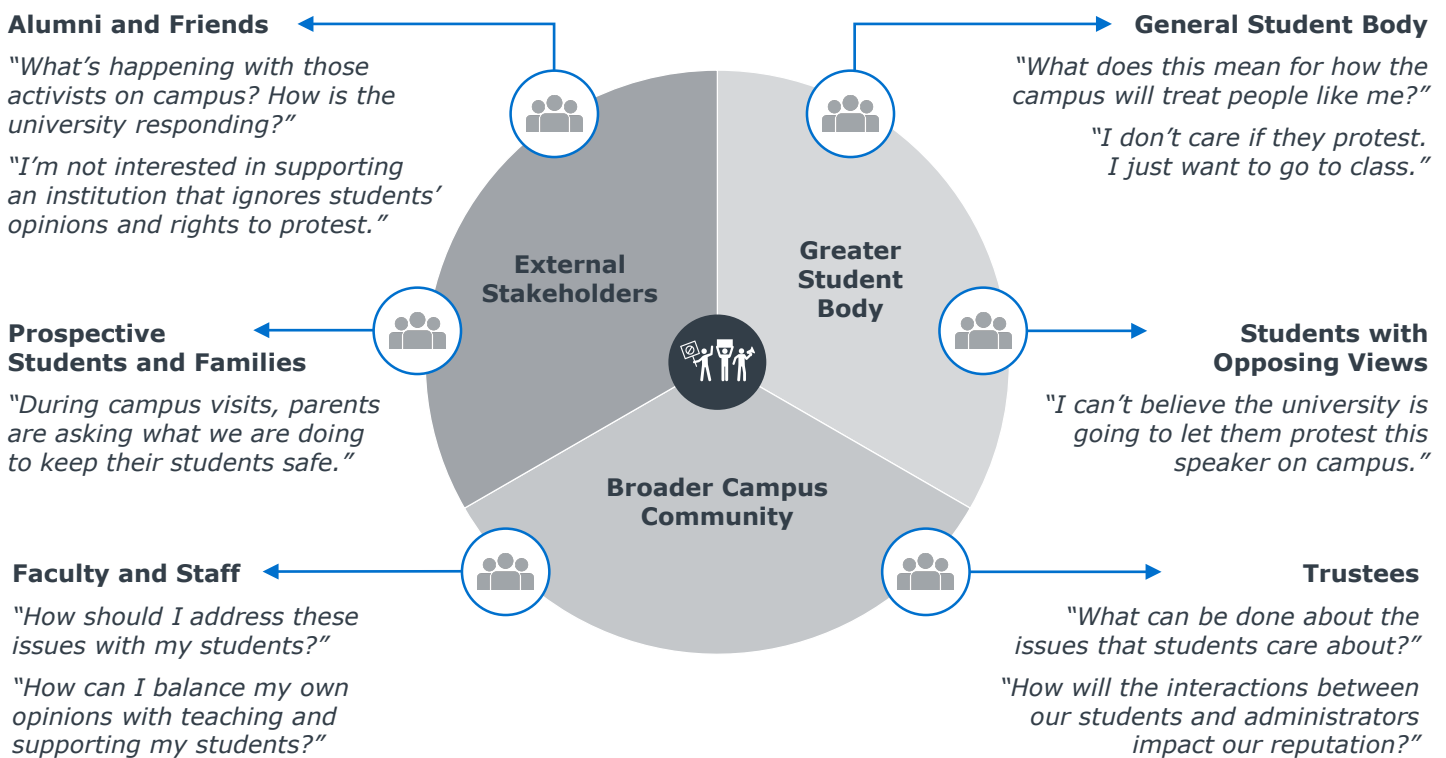 Alumni and Friends
“What’s happening with those
activists on campus? How is the
university responding?”
“I’m not interested in supporting
an institution that ignores students’
opinions and rights to protest.”
General Student Body
“What does this mean for how the
campus will treat people like me?”
“I don’t care if they protest.
I just want to go to class.”
External
Stakeholders
Greater
Student
Body
Prospective
Students and Families
“During campus visits, parents
are asking what we are doing
to keep their students safe.”
Students with
Opposing Views
“I can’t believe the university is
going to let them protest this
speaker on campus.”
Broader Campus
Community
Faculty and Staff
“How should I address these
issues with my students?”
“How can I balance my own
opinions with teaching and
supporting my students?”
Trustees
“What can be done about the
issues that students care about?”
“How will the interactions between
our students and administrators
impact our reputation?”